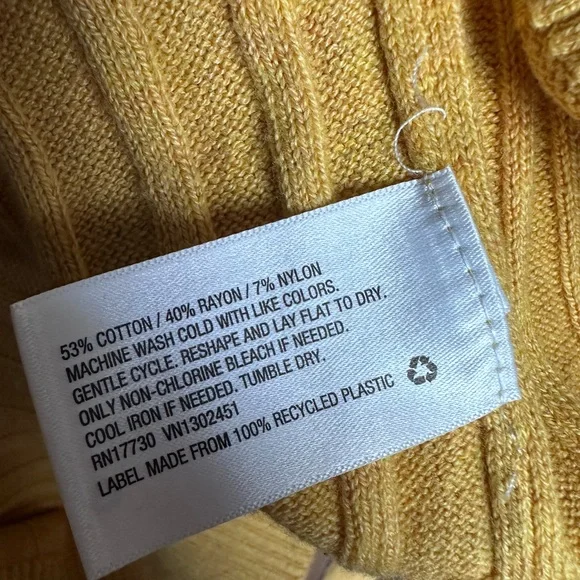 53% COTTON / 40% RAYON / 7% NYLON
MACHINE WASH COLD WITH LIKE COLORS.
GENTLE CYCLE. RESHAPE AND LAY FLAT TO DRY.
ONLY NON-CHLORINE BLEACH IF NEEDED.
COOL IRON IF NEEDED. TUMBLE DRY.
RN17730 VN1302451
LABEL MADE FROM 100% RECYCLED PLASTIC